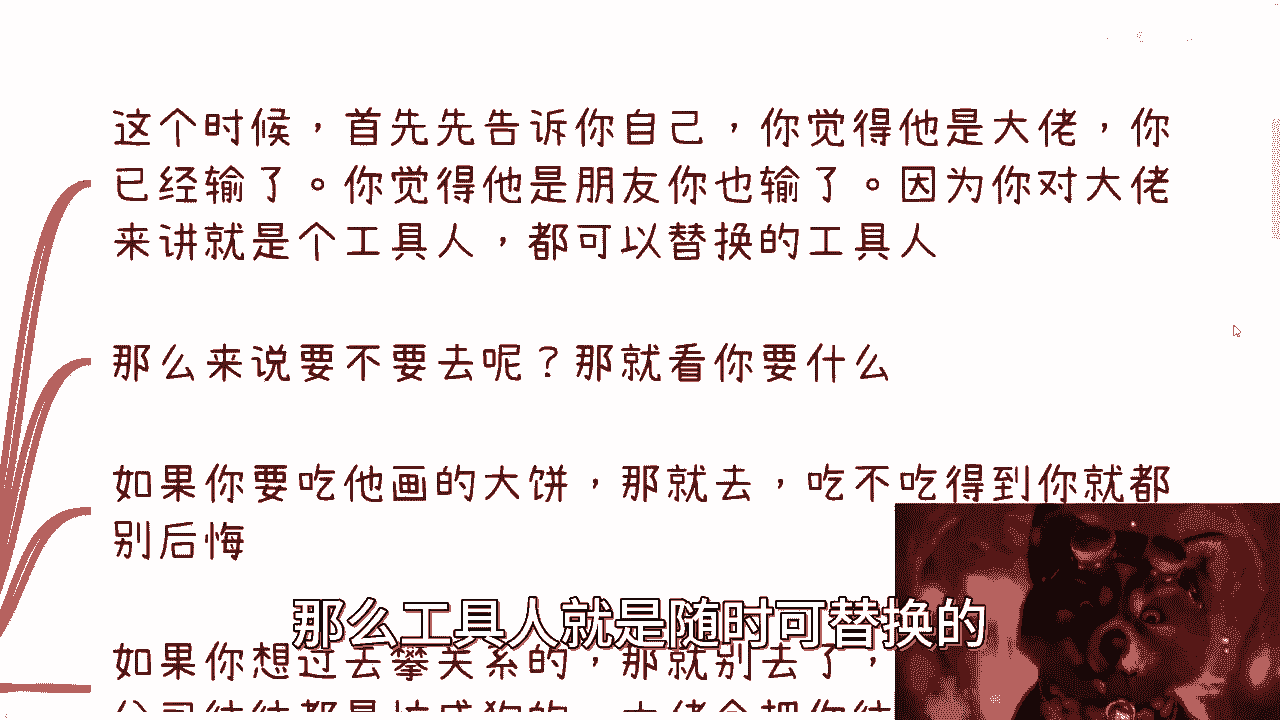 这个时候，首先先告诉你自己，你觉得他是大佬，你
已经输了。你觉得他是朋友你也输了。因为你对大佬
来讲就是个工具人，都可以替换的工具人
那么来说要不要去呢？那就看你要什么
如果你要吃他画的大饼，那就去，吃不吃得到你就都
别后悔
那么工具人就是随时可替换的
如果你想过去攀关系的，那就别去了，